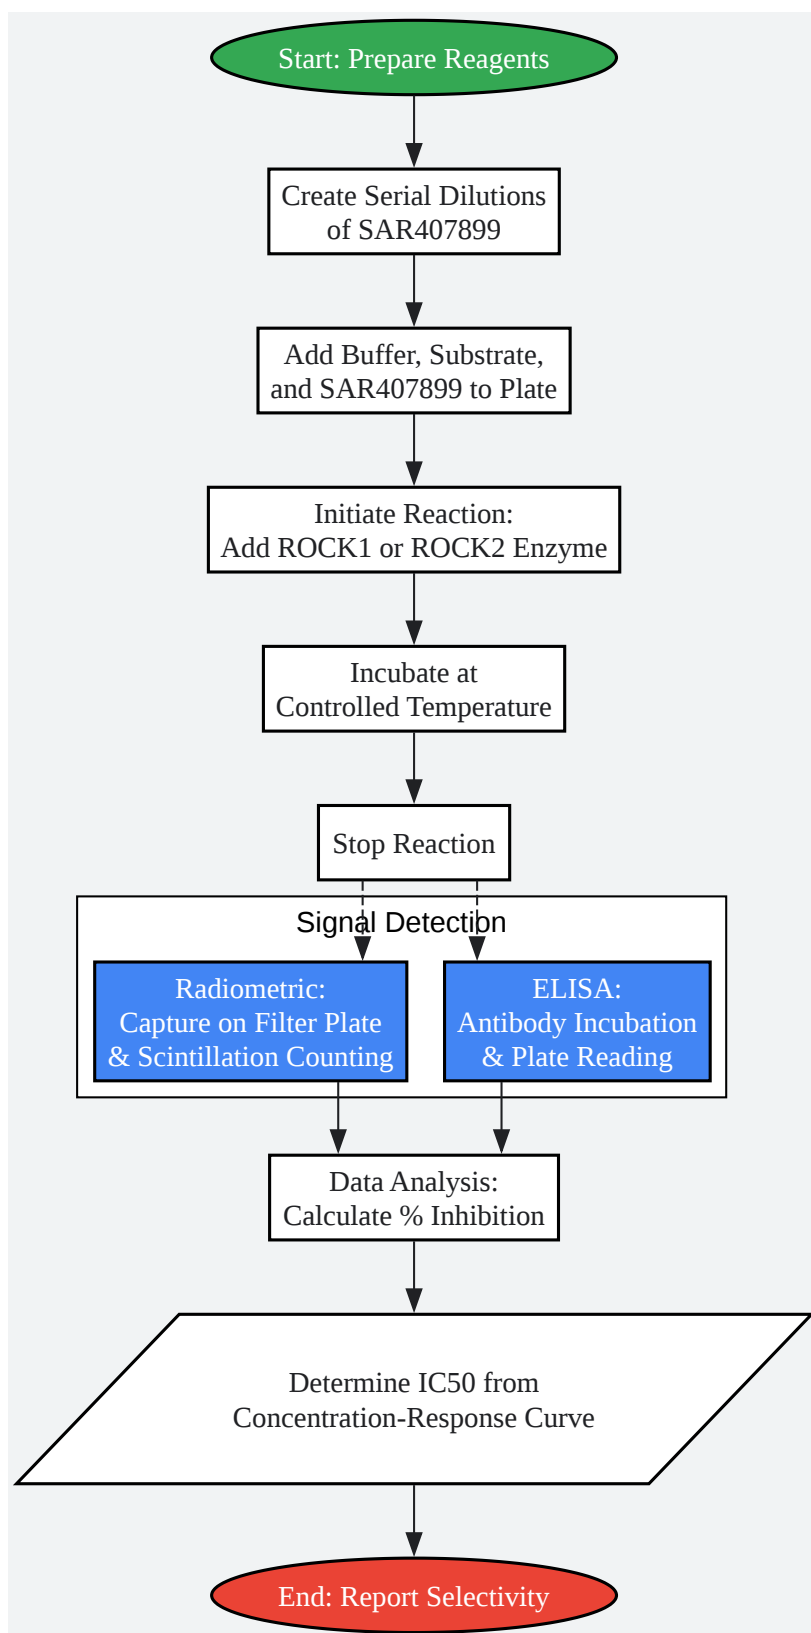 Start: Prepare Reagents
Create Serial Dilutions
of SAR407899
Add Buffer, Substrate,
and SAR407899 to Plate
Initiate Reaction:
Add ROCK1 or ROCK2 Enzyme
Incubate at
Controlled Temperature
Stop Reaction
Signal Detection
Radiometric:
Capture on Filter Plate
& Scintillation Counting
ELISA:
Antibody Incubation
& Plate Reading
Data Analysis:
Calculate % Inhibition
Determine IC50 from
Concentration-Response Curve
End: Report Selectivity